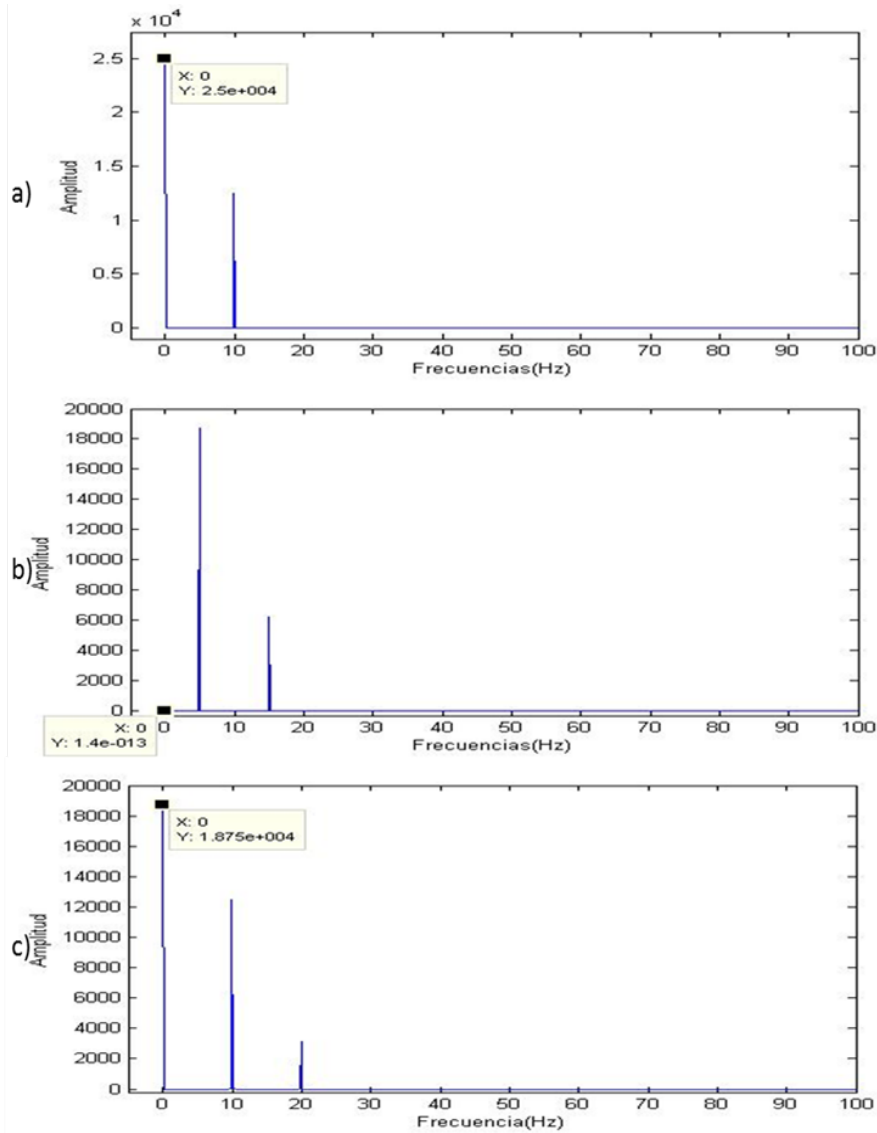 x 10^4
2.5
2
1.5
1
0.5
0
X: 0
Y: 2.5e+004
a)
Amplitud
0 10 20 30 40 50 60 70 80 90 100
Frecuencias(Hz)
20000
18000
16000
14000
12000
10000
8000
6000
4000
2000
0
b)
Amplitud
X: 0
Y: 1.4e-013
0 10 20 30 40 50 60 70 80 90 100
Frecuencias(Hz)
20000
18000
16000
14000
12000
10000
8000
6000
4000
2000
0
X: 0
Y: 1.875e+004
c)
Amplitud
0 10 20 30 40 50 60 70 80 90 100
Frecuencia(Hz)